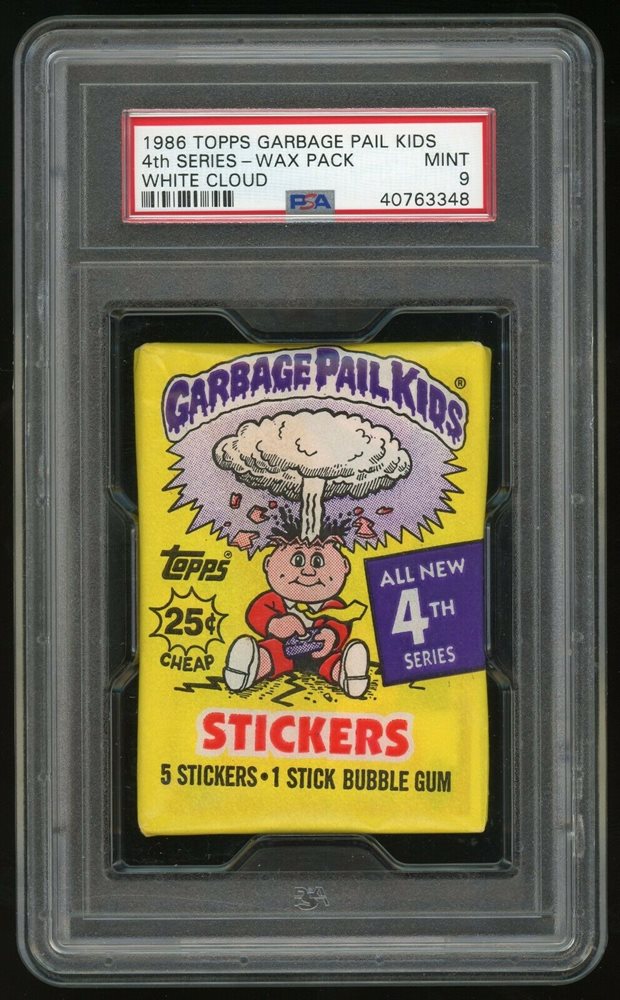 1986 TOPPS GARBAGE PAIL KIDS
4th SERIES - WAX PACK MINT
WHITE CLOUD 9
PSA 40763348
GARBAGE PAIL KIDS®
TOPPS®
25¢
CHEAP
ALL NEW
4TH
SERIES
STICKERS
5 STICKERS • 1 STICK BUBBLE GUM
PSA